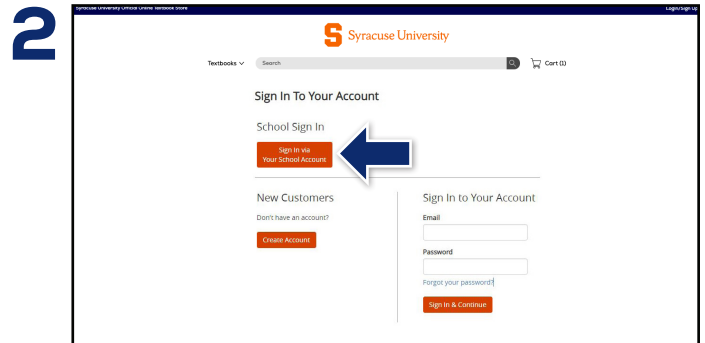 2
Syracuse University Official Online Textbook Store
Login/Sign Up
S Syracuse University
Textbooks
Search
Cart (1)
Sign In To Your Account
School Sign In
Sign In via
Your School Account
New Customers
Don't have an account?
Create Account
Sign In to Your Account
Email
Password
Forgot your password?
Sign In & Continue